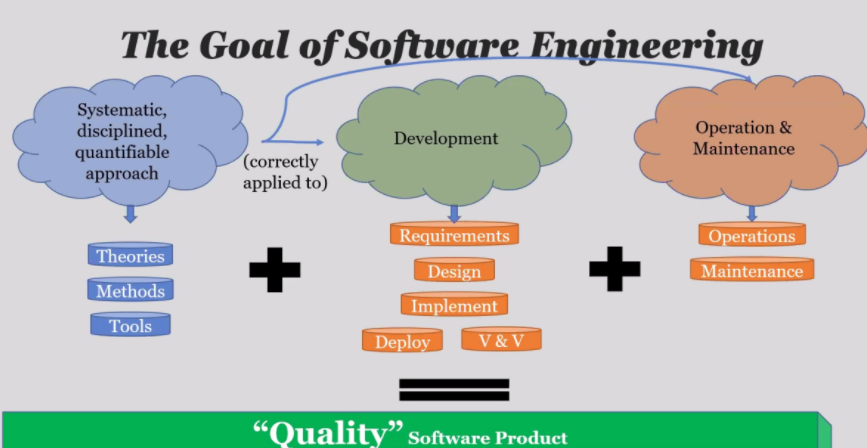 The Goal of Software Engineering
Systematic,
disciplined,
quantifiable
approach
(correctly
applied to)
Development
Operation &
Maintenance
Theories
Methods
Tools
Requirements
Design
Implement
Deploy
V & V
Operations
Maintenance
“Quality” Software Product